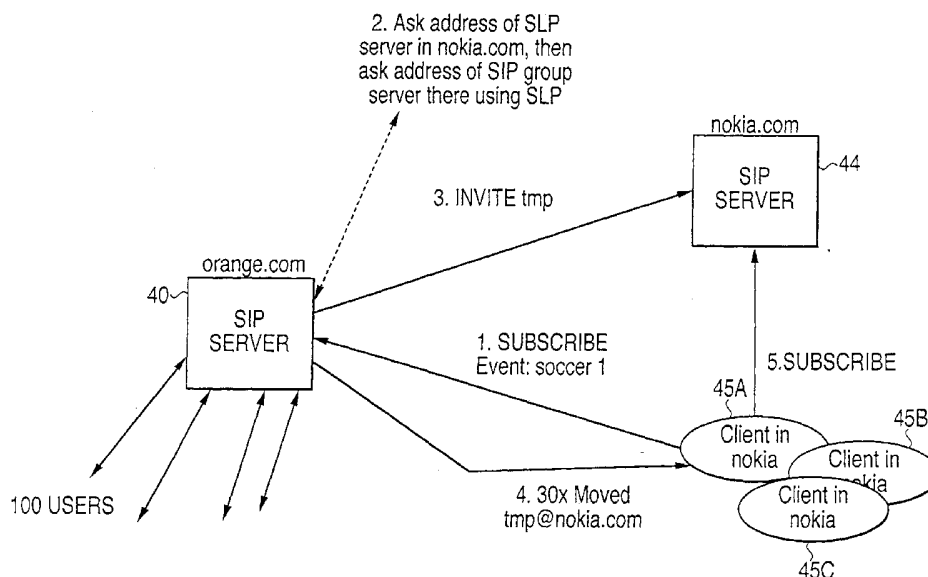 2. Ask address of SLP
server in nokia.com, then
ask address of SIP group
server there using SLP
nokia.com
44
SIP
SERVER
3. INVITE tmp
orange.com
40
SIP
SERVER
1. SUBSCRIBE
Event: soccer 1
5.SUBSCRIBE
45A
Client in
nokia
45B
Client in
nokia
Client in
nokia
45C
100 USERS
4. 30x Moved
tmp@nokia.com